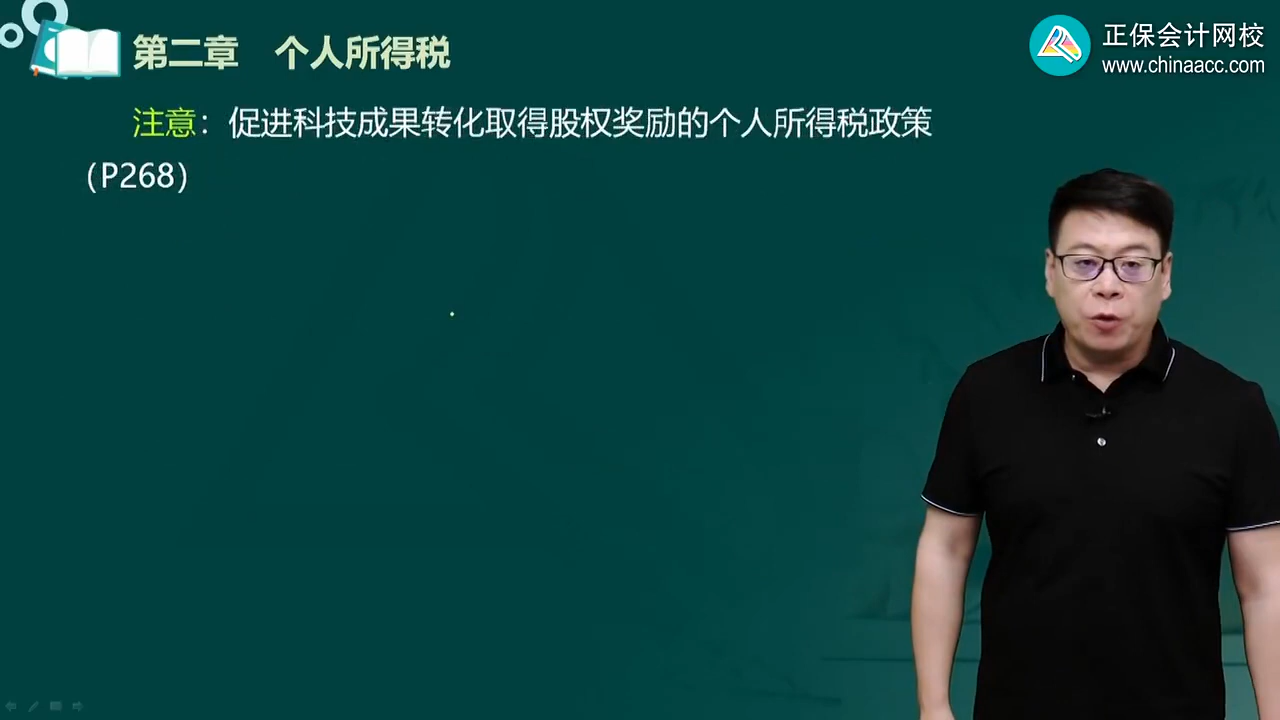 第二章 个人所得税
正保会计网校
www.chinaacc.com
注意：促进科技成果转化取得股权奖励的个人所得税政策
（P268）